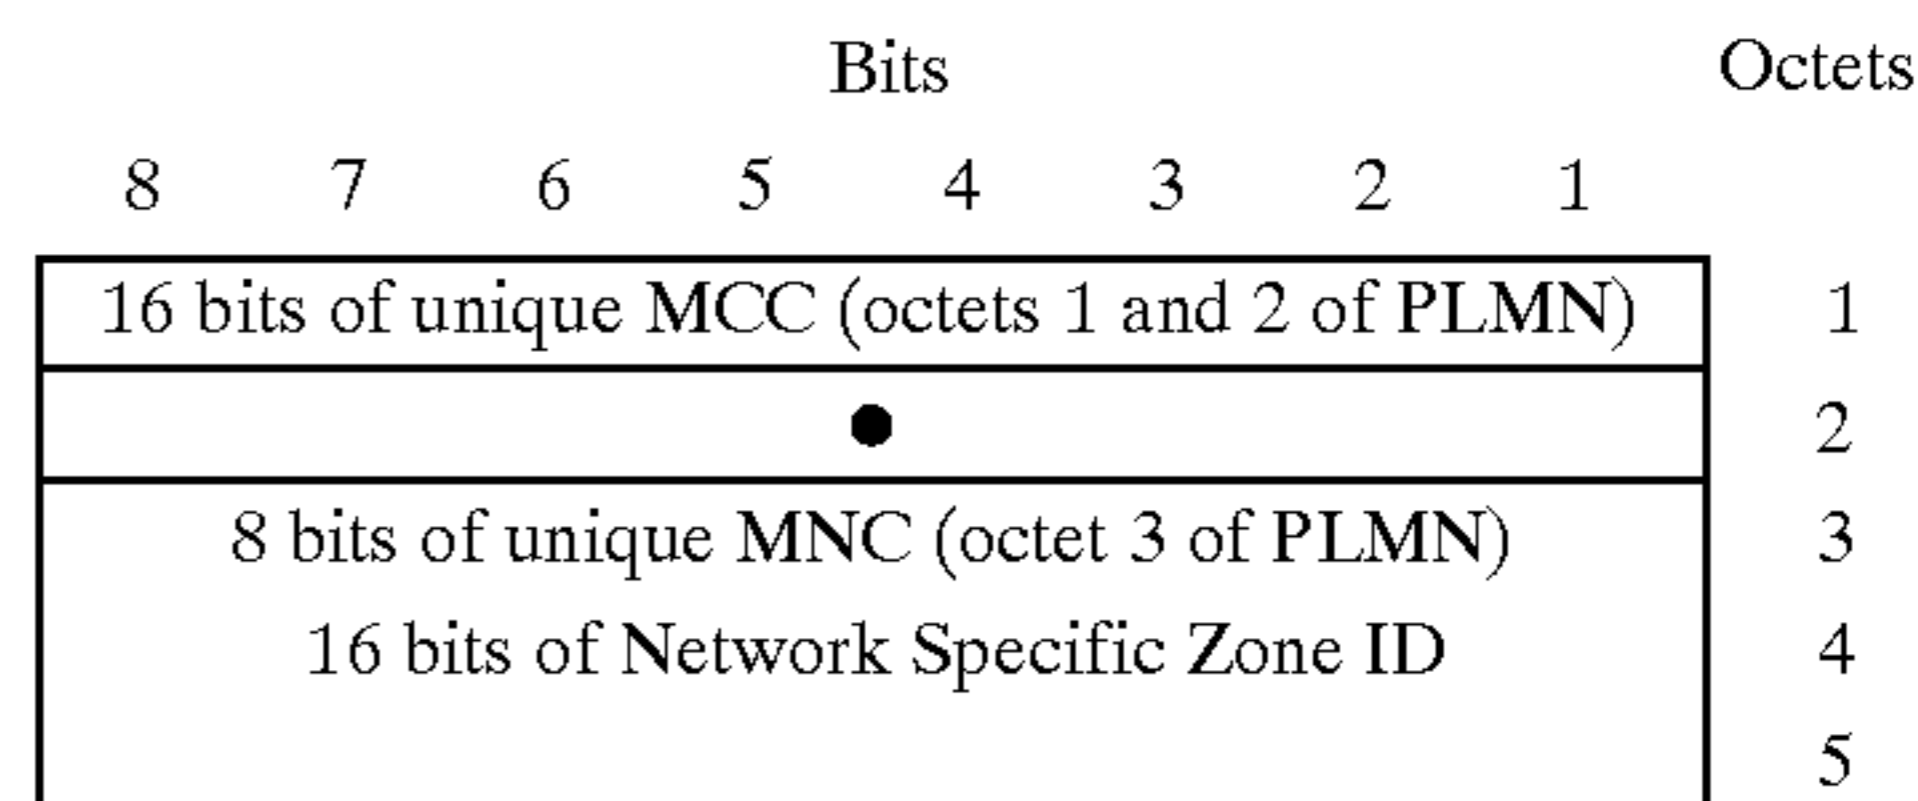 Bits Octets
8 7 6 5 4 3 2 1
16 bits of unique MCC (octets 1 and 2 of PLMN) 1
● 2
8 bits of unique MNC (octet 3 of PLMN) 3
16 bits of Network Specific Zone ID 4
5